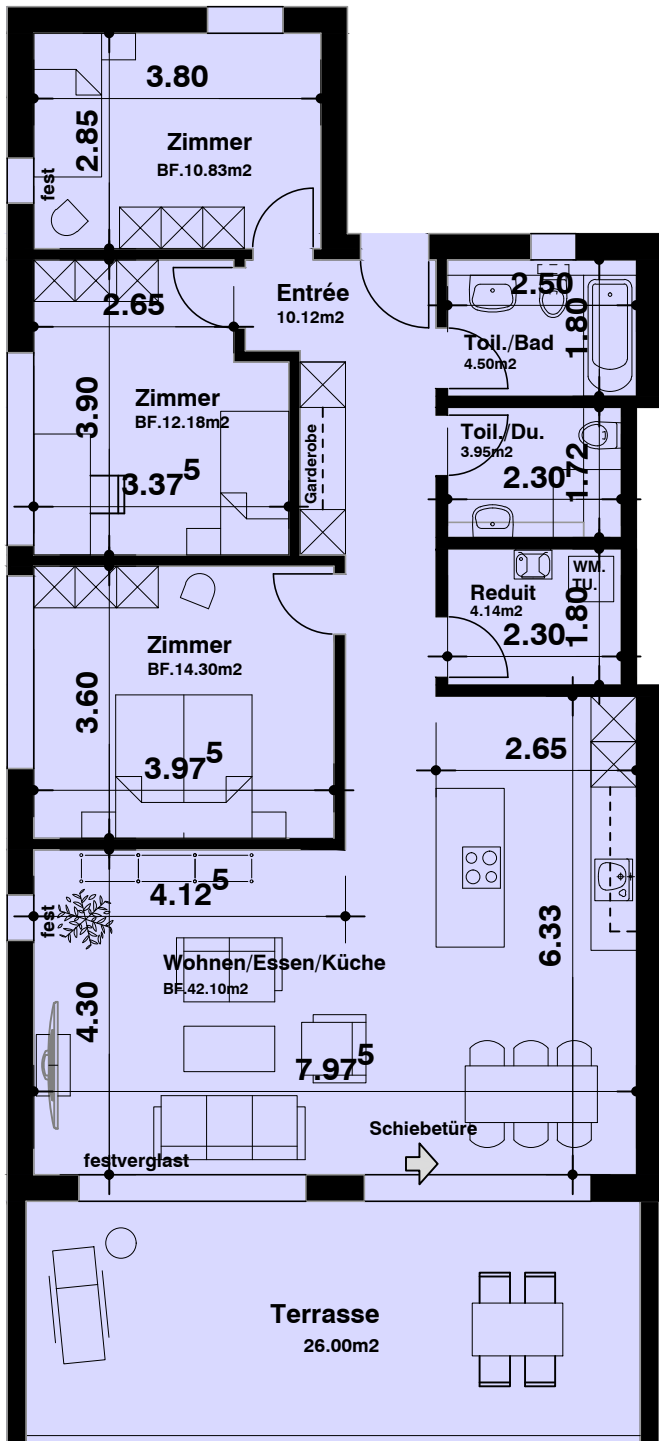 3.80
2.85
Zimmer
BF.10.83m2
fest
2.65
Entrée
10.12m2
2.50
1.80
Toil./Bad
4.50m2
3.90
Zimmer
BF.12.18m2
3.37⁵
Garderobe
Toil./Du.
3.95m2
2.30
1.72
WM.
TU.
Reduit
4.14m2
2.30
1.80
Zimmer
BF.14.30m2
3.60
3.97⁵
2.65
4.12⁵
fest
6.33
Wohnen/Essen/Küche
BF.42.10m2
4.30
7.97⁵
Schiebetüre
festverglast
Terrasse
26.00m2